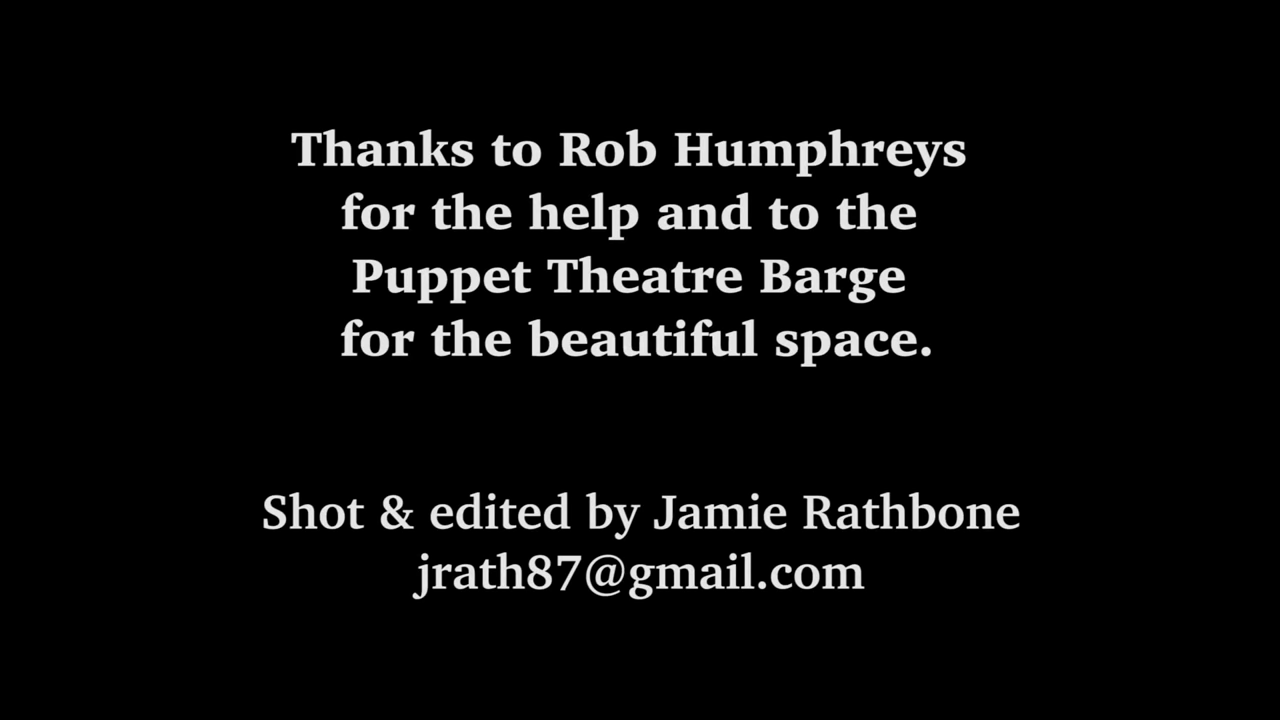 Thanks to Rob Humphreys
for the help and to the
Puppet Theatre Barge
for the beautiful space.
Shot & edited by Jamie Rathbone
jrath87@gmail.com